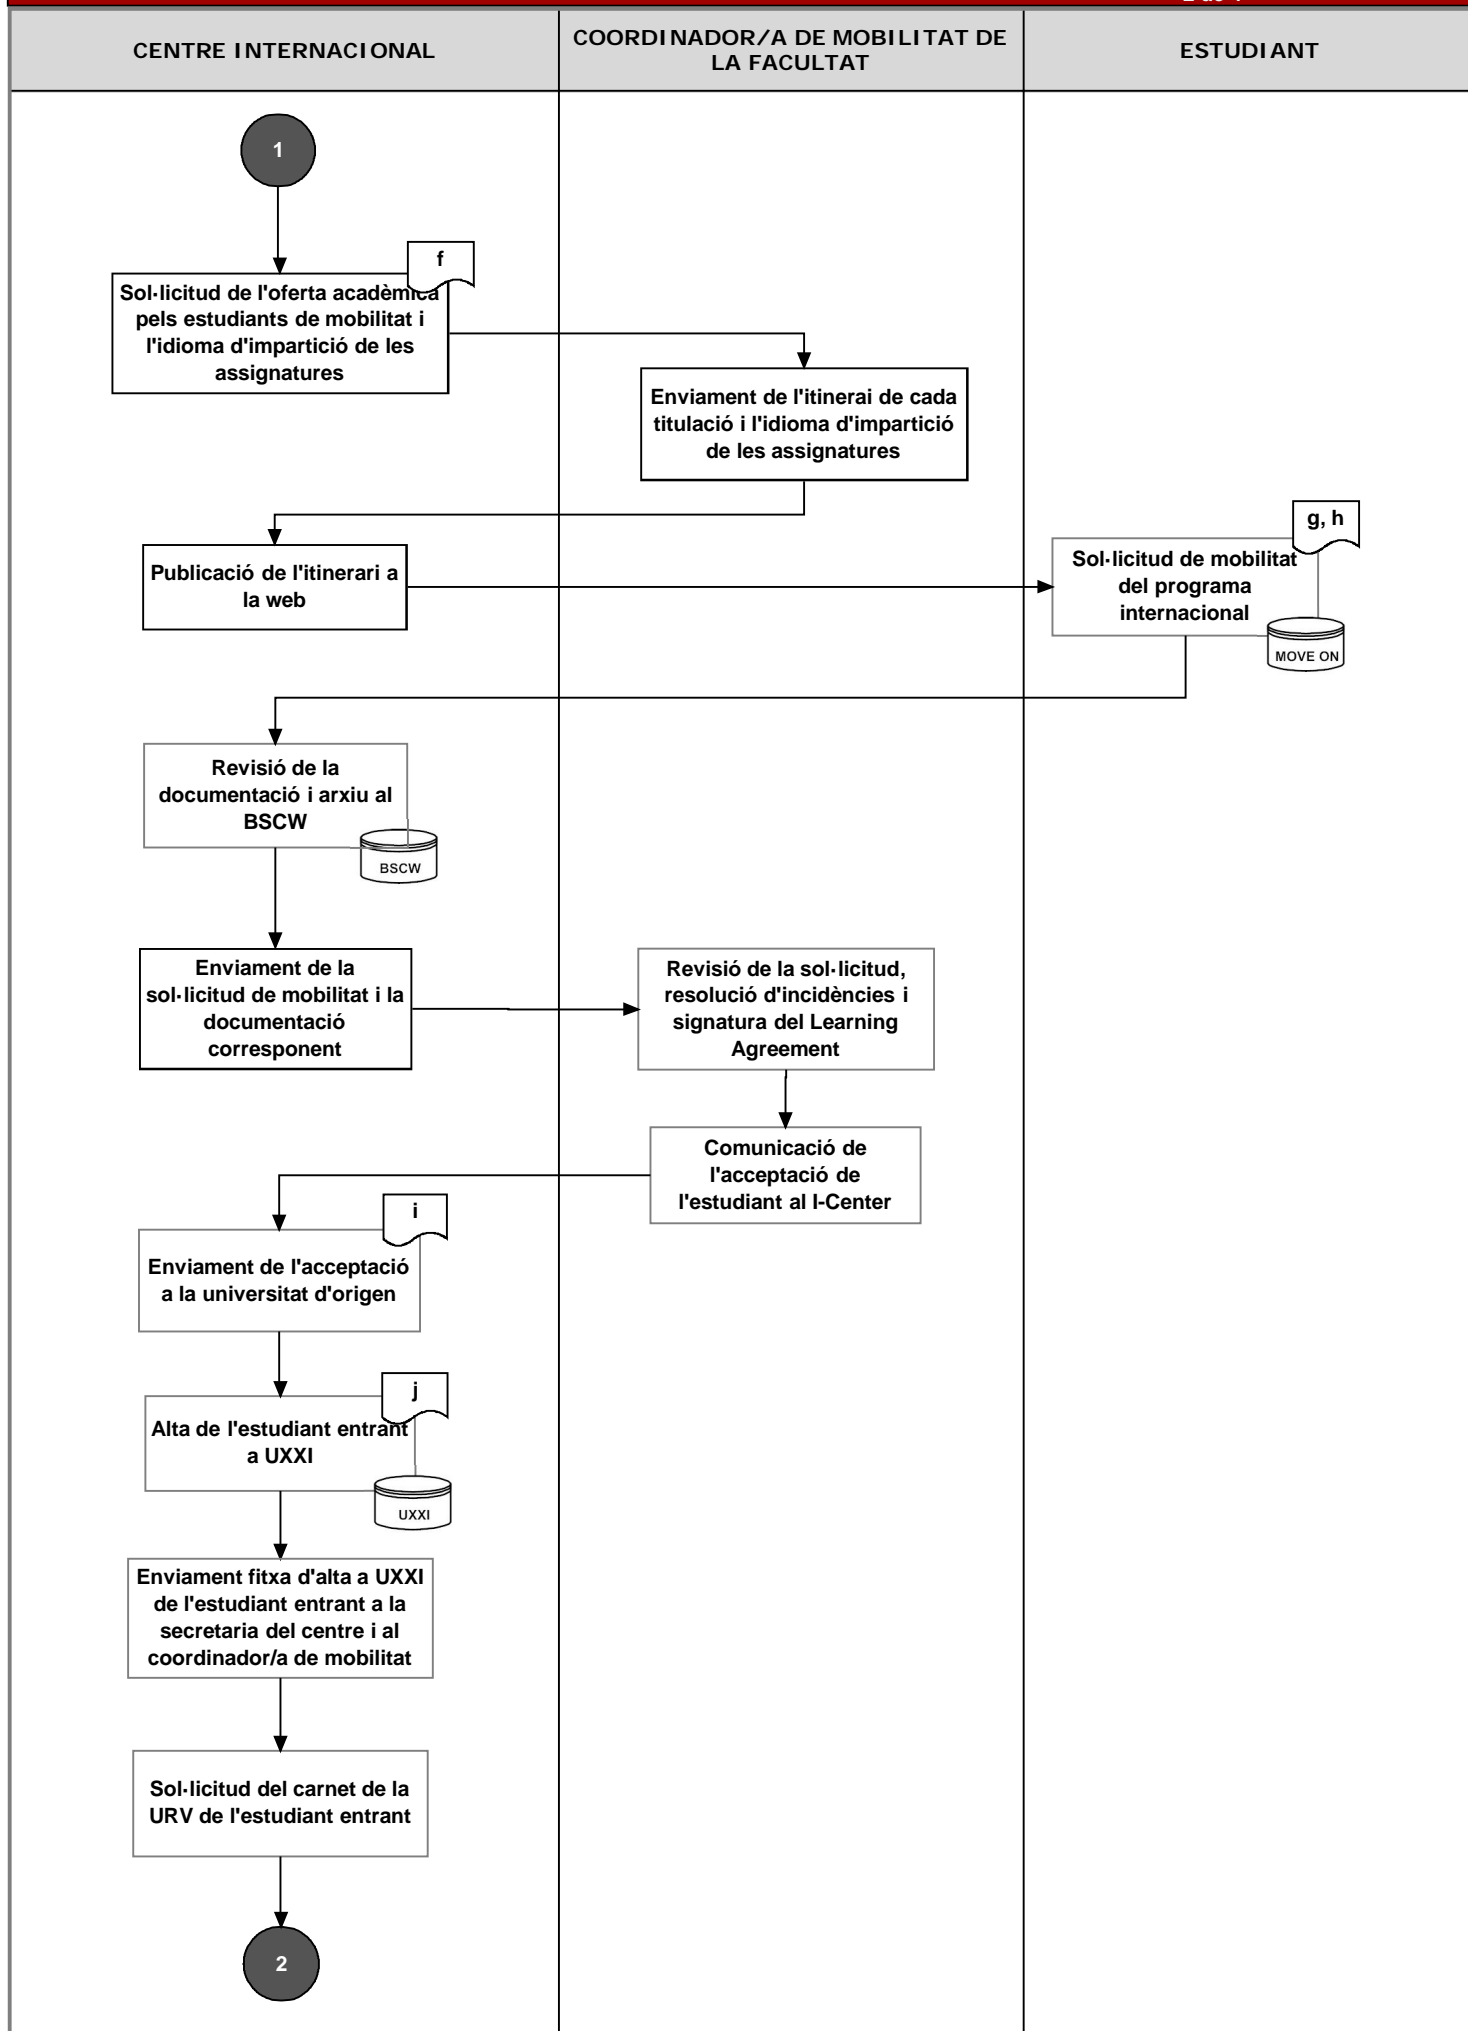 CENTRE INTERNACIONAL
COORDINADOR/A DE MOBILITAT DE
LA FACULTAT
ESTUDIANT
1
f
Sol·licitud de l'oferta acadèmica
pels estudiants de mobilitat i
l'idioma d'impartició de les
assignatures
Enviament de l'itinerai de cada
titulació i l'idioma d'impartició
de les assignatures
Publicació de l'itinerari a
la web
g, h
Sol·licitud de mobilitat
del programa
internacional
MOVE ON
Revisió de la
documentació i arxiu al
BSCW
BSCW
Enviament de la
sol·licitud de mobilitat i la
documentació
corresponent
Revisió de la sol·licitud,
resolució d'incidències i
signatura del Learning
Agreement
Comunicació de
l'acceptació de
l'estudiant al I-Center
i
Enviament de l'acceptació
a la universitat d'origen
j
Alta de l'estudiant entrant
a UXXI
UXXI
Enviament fitxa d'alta a UXXI
de l'estudiant entrant a la
secretaria del centre i al
coordinador/a de mobilitat
Sol·licitud del carnet de la
URV de l'estudiant entrant
2